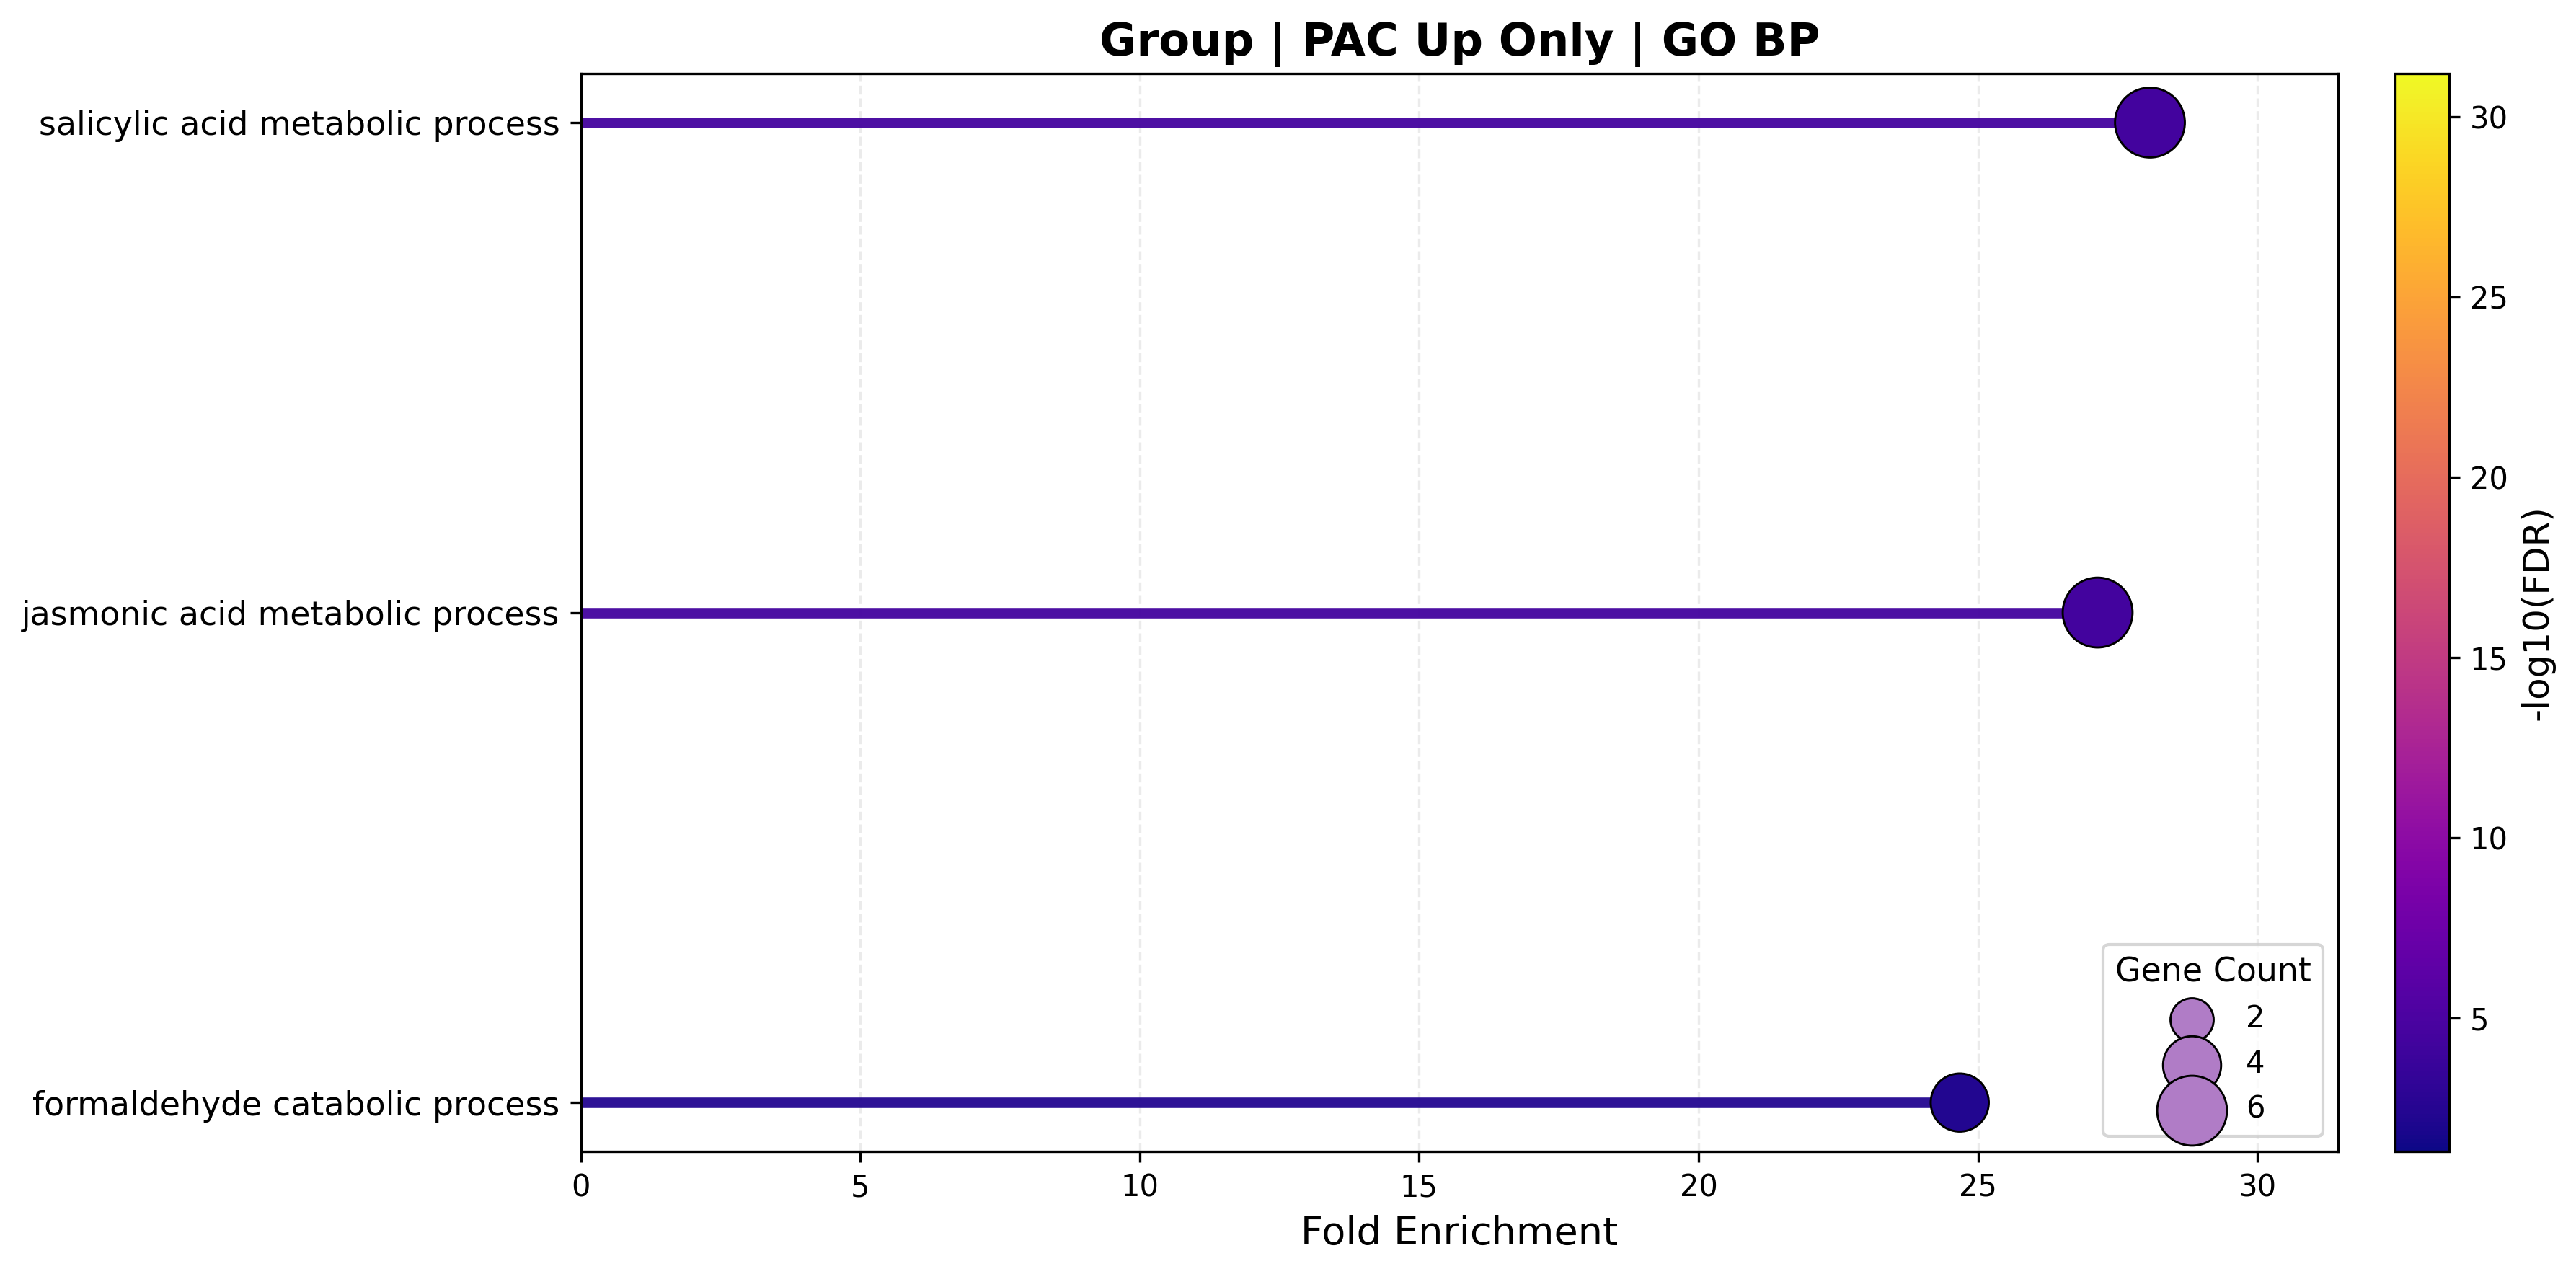 Group | PAC Up Only | GO BP
salicylic acid metabolic process
jasmonic acid metabolic process
formaldehyde catabolic process
0 5 10 15 20 25 30
Fold Enrichment
Gene Count
2
4
6
30
25
20
15
10
5
-log10(FDR)